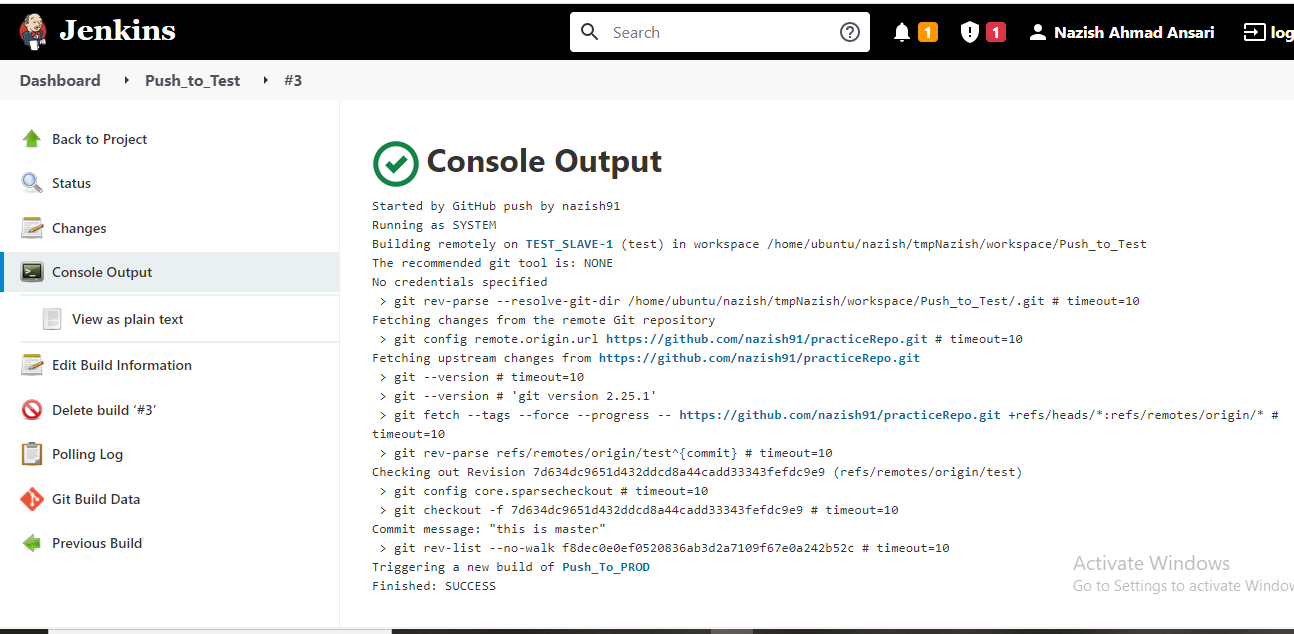 Jenkins
Search
1
1
Nazish Ahmad Ansari
log
Dashboard
Push_to_Test
#3
Back to Project
Status
Changes
Console Output
View as plain text
Edit Build Information
Delete build ‘#3’
Polling Log
Git Build Data
Previous Build
Console Output
Started by GitHub push by nazish91
Running as SYSTEM
Building remotely on TEST_SLAVE-1 (test) in workspace /home/ubuntu/nazish/tmpNazish/workspace/Push_to_Test
The recommended git tool is: NONE
No credentials specified
> git rev-parse --resolve-git-dir /home/ubuntu/nazish/tmpNazish/workspace/Push_to_Test/.git # timeout=10
Fetching changes from the remote Git repository
> git config remote.origin.url https://github.com/nazish91/practiceRepo.git # timeout=10
Fetching upstream changes from https://github.com/nazish91/practiceRepo.git
> git --version # timeout=10
> git --version # 'git version 2.25.1'
> git fetch --tags --force --progress -- https://github.com/nazish91/practiceRepo.git +refs/heads/*:refs/remotes/origin/* #
timeout=10
> git rev-parse refs/remotes/origin/test^{commit} # timeout=10
Checking out Revision 7d634dc9651d432ddcd8a44cadd33343fefdc9e9 (refs/remotes/origin/test)
> git config core.sparsecheckout # timeout=10
> git checkout -f 7d634dc9651d432ddcd8a44cadd33343fefdc9e9 # timeout=10
Commit message: "this is master"
> git rev-list --no-walk f8dec0e0ef0520836ab3d2a7109f67e0a242b52c # timeout=10
Triggering a new build of Push_To_PROD
Finished: SUCCESS
Activate Windows
Go to Settings to activate Window